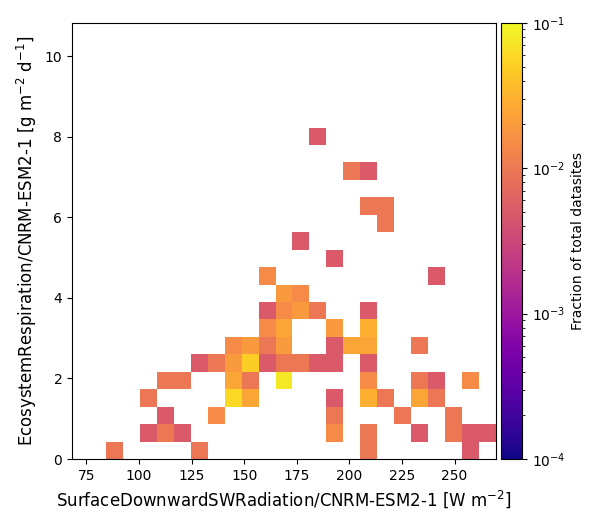 10
8
6
4
2
0
75 100 125 150 175 200 225 250
EcosystemRespiration/CNRM-ESM2-1 [g m⁻² d⁻¹]
SurfaceDownwardSWRadiation/CNRM-ESM2-1 [W m⁻²]
10⁻¹
10⁻²
10⁻³
10⁻⁴
Fraction of total datasites